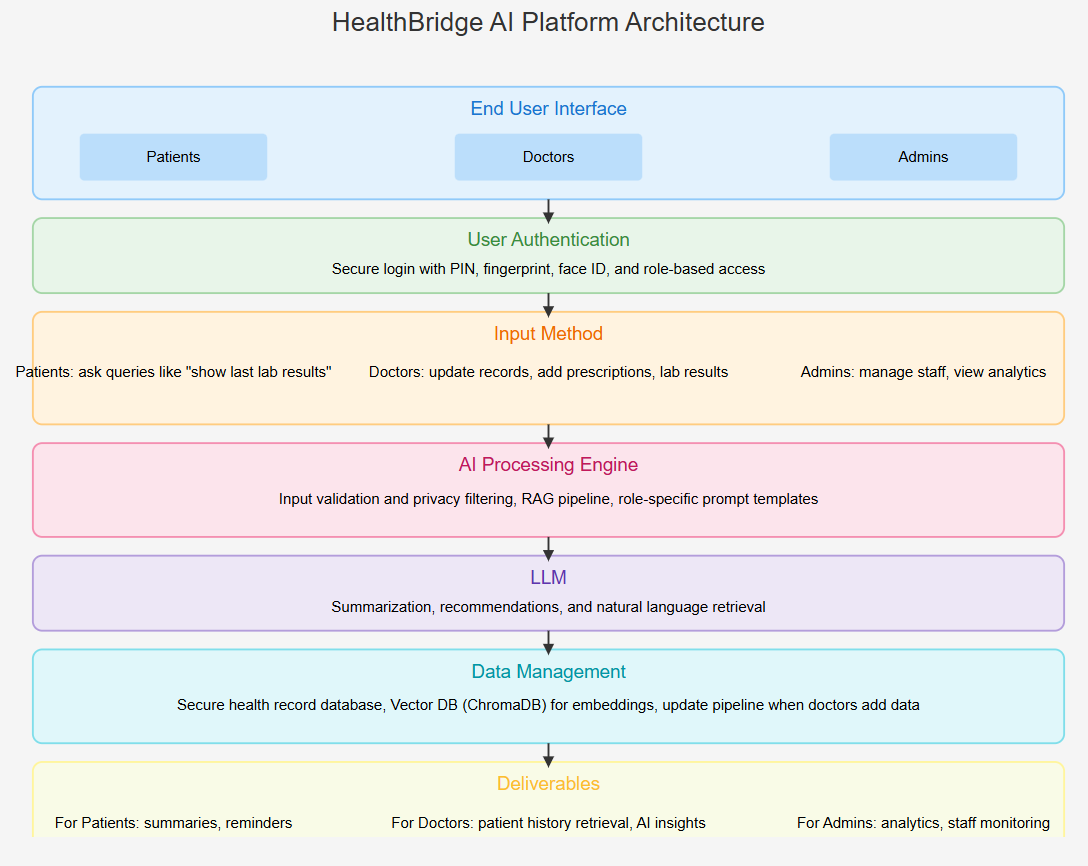 HealthBridge AI Platform Architecture
End User Interface
Patients
Doctors
Admins
User Authentication
Secure login with PIN, fingerprint, face ID, and role-based access
Input Method
Patients: ask queries like "show last lab results"
Doctors: update records, add prescriptions, lab results
Admins: manage staff, view analytics
AI Processing Engine
Input validation and privacy filtering, RAG pipeline, role-specific prompt templates
LLM
Summarization, recommendations, and natural language retrieval
Data Management
Secure health record database, Vector DB (ChromaDB) for embeddings, update pipeline when doctors add data
Deliverables
For Patients: summaries, reminders
For Doctors: patient history retrieval, AI insights
For Admins: analytics, staff monitoring